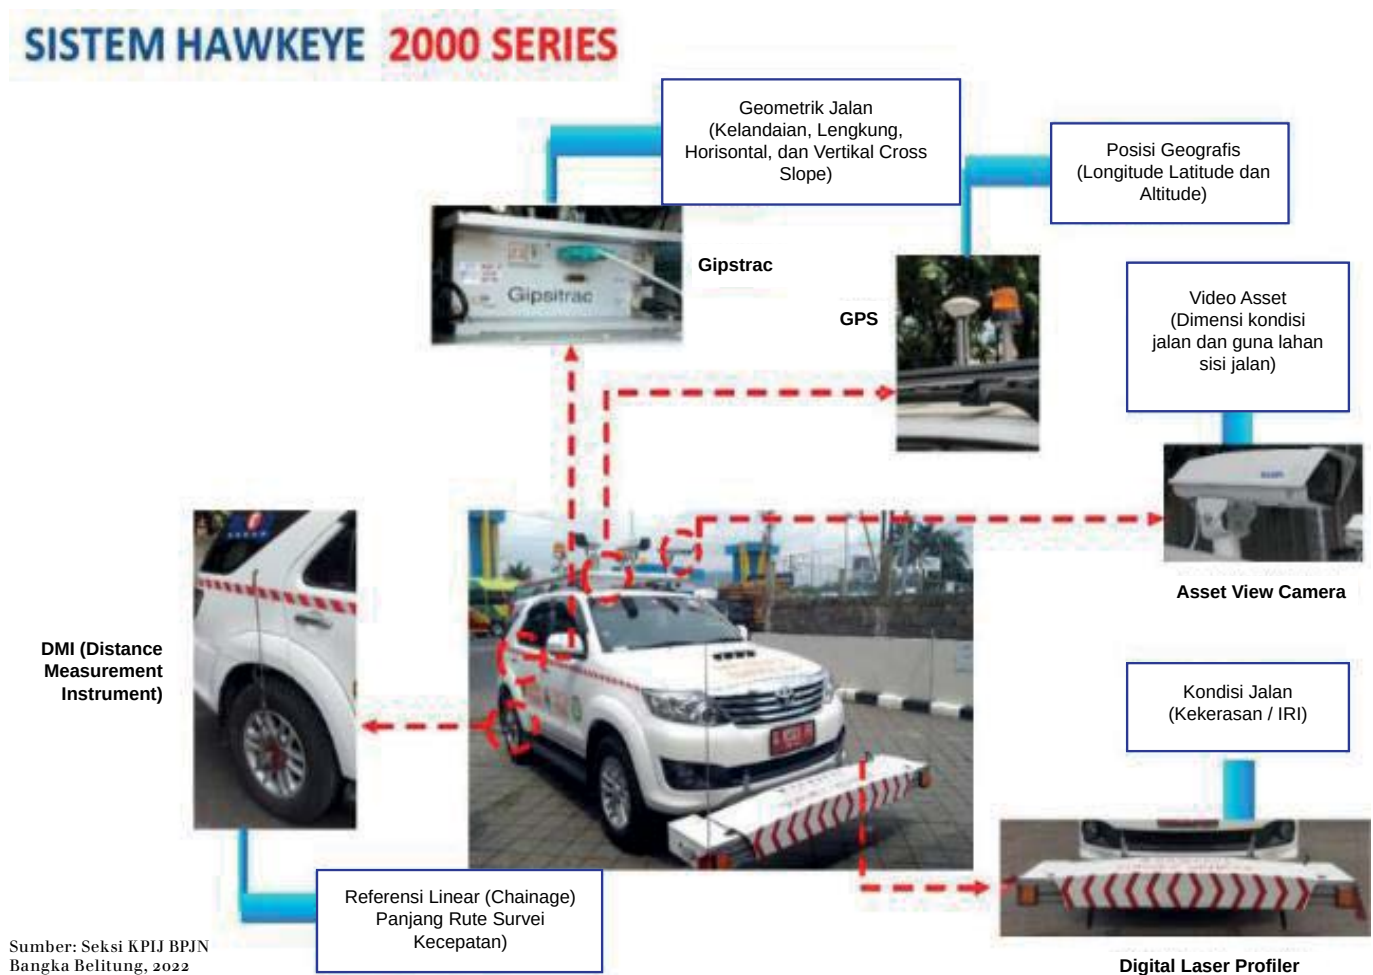 SISTEM HAWKEYE 2000 SERIES
Geometrik Jalan
(Kelandaian, Lengkung,
Horisontal, dan Vertikal Cross
Slope)
Posisi Geografis
(Longitude Latitude dan
Altitude)
Gipstrac
Gipsitrac
GPS
Video Asset
(Dimensi kondisi
jalan dan guna lahan
sisi jalan)
Asset View Camera
DMI (Distance
Measurement
Instrument)
Kondisi Jalan
(Kekerasan / IRI)
Referensi Linear (Chainage)
Panjang Rute Survei
Kecepatan)
Digital Laser Profiler
Sumber: Seksi KPIJ BPJN
Bangka Belitung, 2022